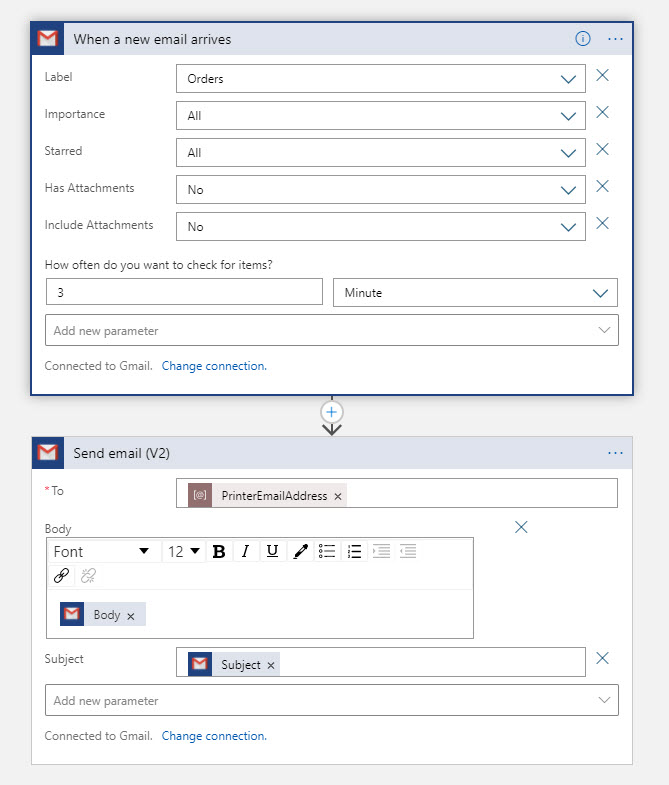 When a new email arrives
Label Orders
Importance All
Starred All
Has Attachments No
Include Attachments No
How often do you want to check for items?
3 Minute
Add new parameter
Connected to Gmail. Change connection.
Send email (V2)
* To [@] PrinterEmailAddress ×
Body
Font 12 B I U
Body ×
Subject Subject ×
Add new parameter
Connected to Gmail. Change connection.